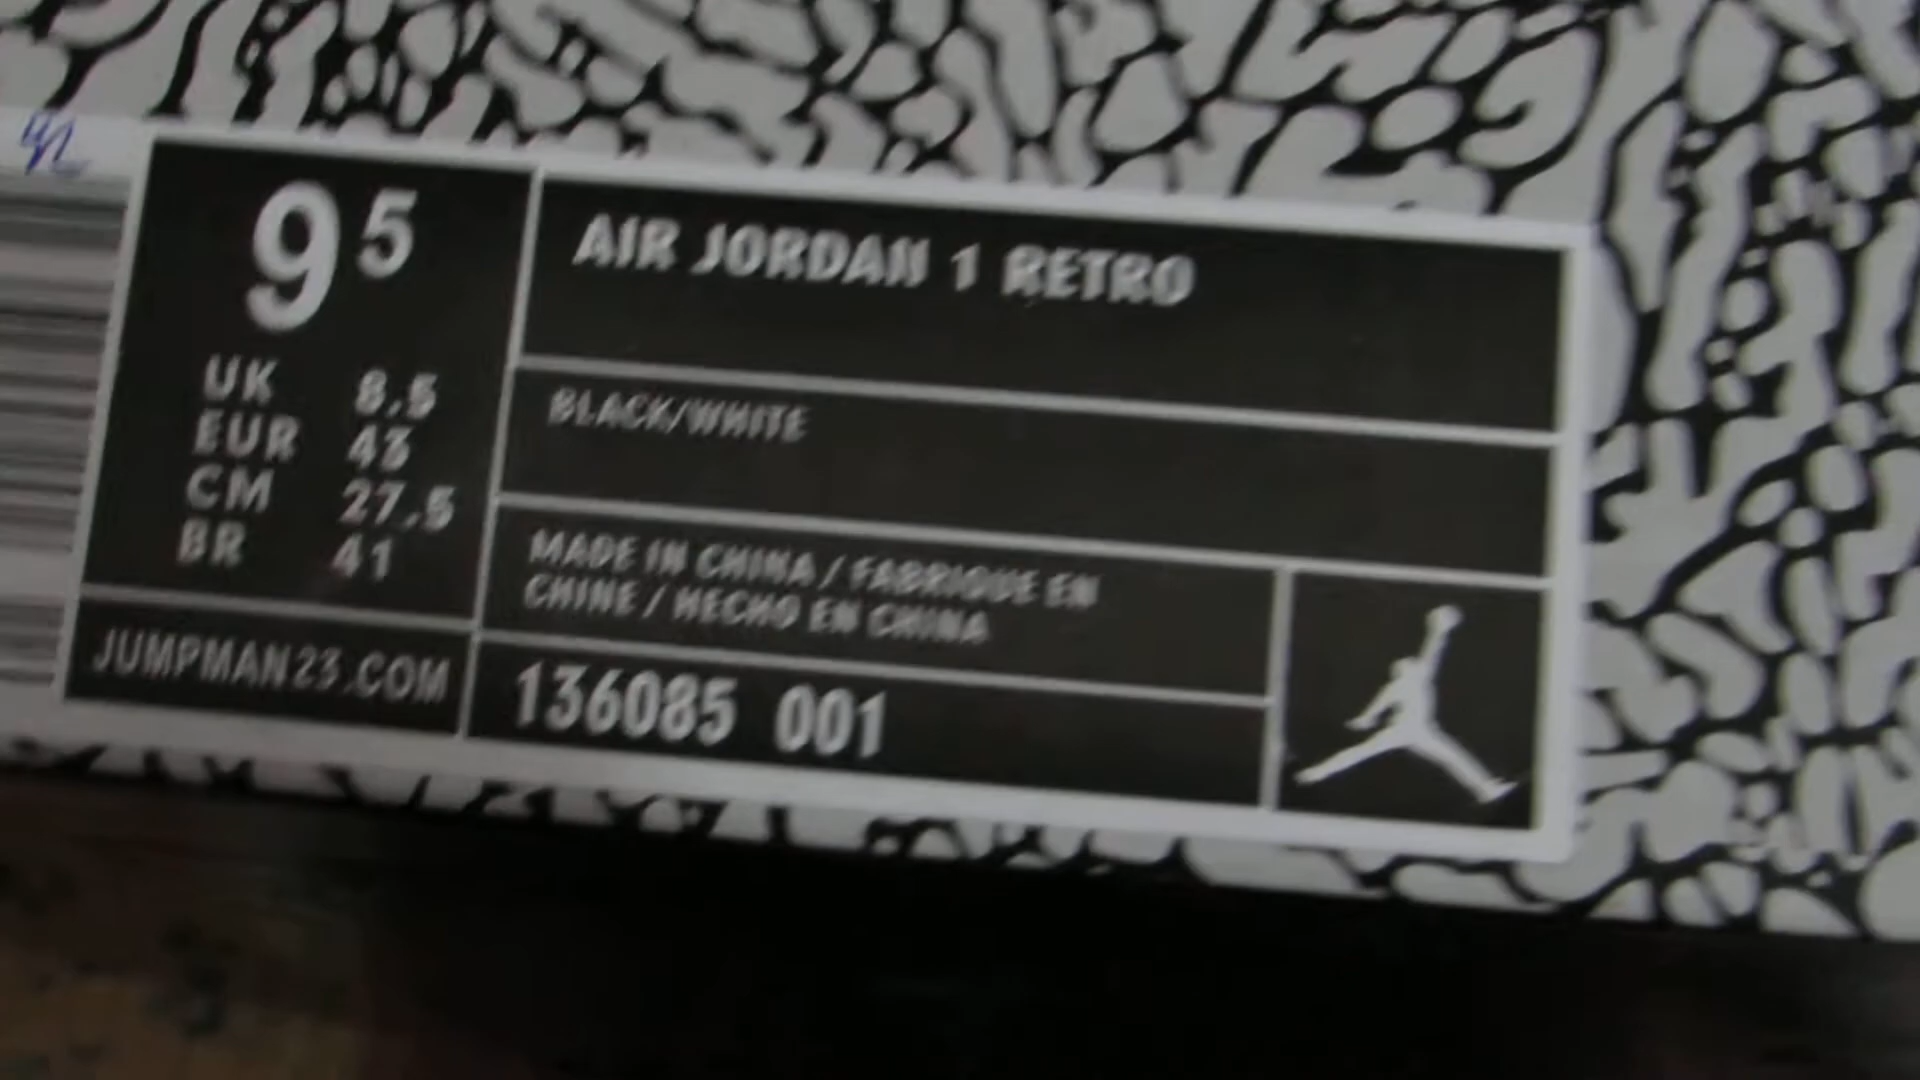 9 5
UK 8.5
EUR 43
CM 27.5
BR 41
JUMPMAN23.COM
AIR JORDAN 1 RETRO
BLACK/WHITE
MADE IN CHINA / FABRIQUE EN
CHINE / HECHO EN CHINA
136085 001